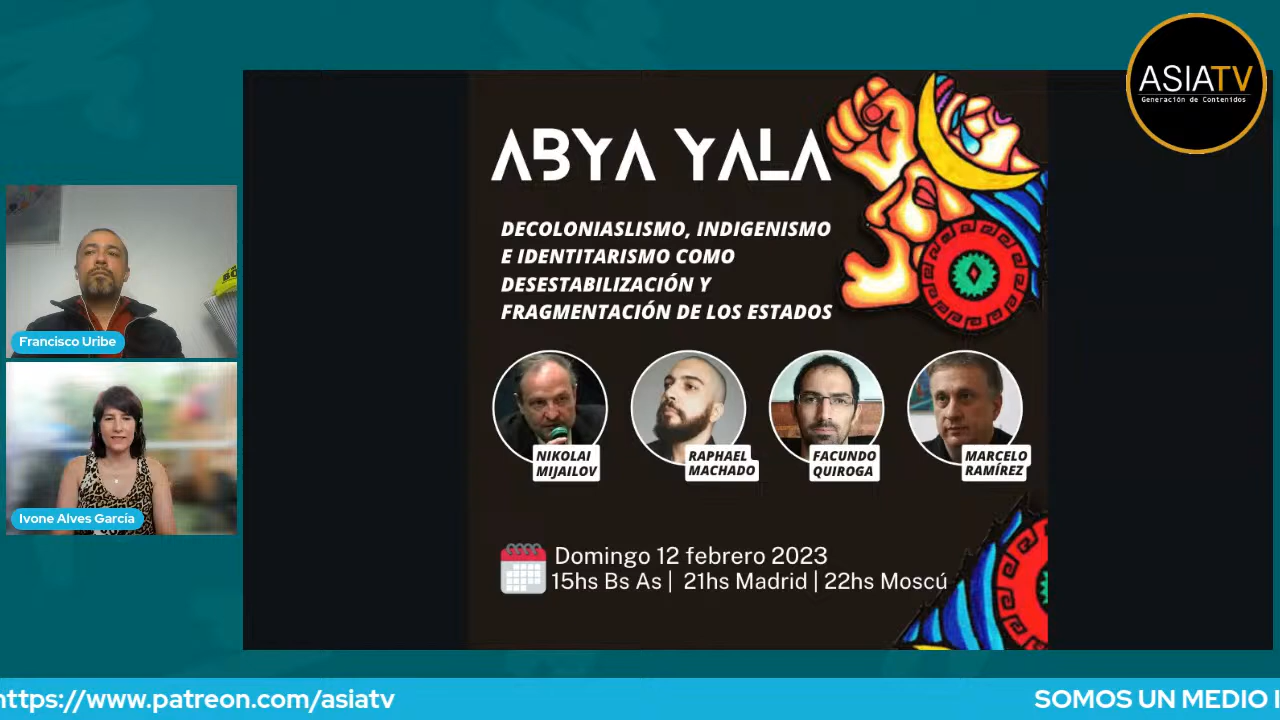 ASIATV
Generación de Contenidos
ABYA YALA
DECOLONIASLISMO, INDIGENISMO
E IDENTITARISMO COMO
DESESTABILIZACIÓN Y
FRAGMENTACIÓN DE LOS ESTADOS
Francisco Uribe
Ivone Alves García
NIKOLAI
MIJAILOV
RAPHAEL
MACHADO
FACUNDO
QUIROGA
MARCELO
RAMÍREZ
Domingo 12 febrero 2023
15hs Bs As | 21hs Madrid | 22hs Moscú
https://www.patreon.com/asiatv
SOMOS UN MEDIO